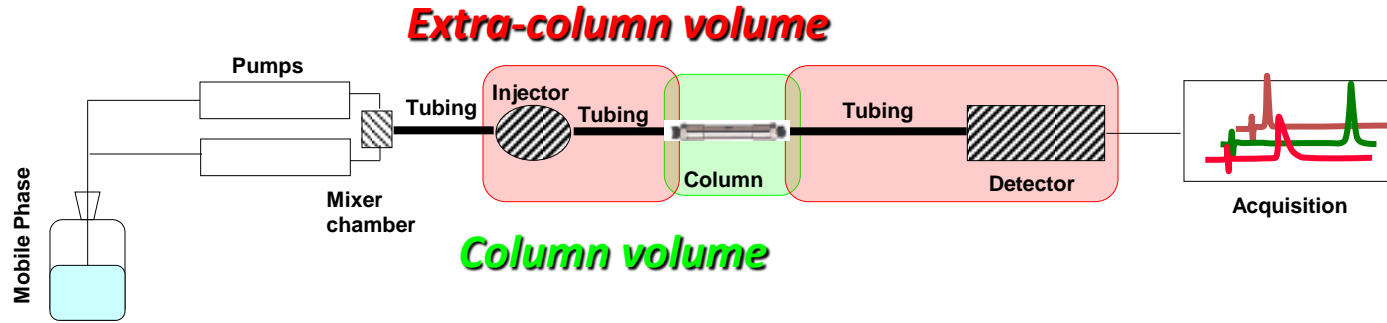 Extra-column volume
Pumps
Injector
Tubing
Tubing
Tubing
Mixer
chamber
Column
Detector
Acquisition
Mobile Phase
Column volume